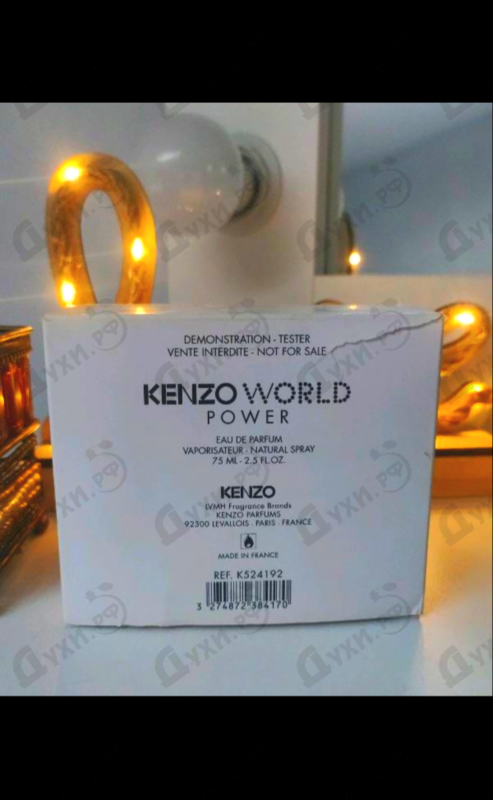 DEMONSTRATION - TESTER
VENTE INTERDITE - NOT FOR SALE
KENZO WORLD
POWER
EAU DE PARFUM
VAPORISATEUR - NATURAL SPRAY
75 ML - 2.5 FL.OZ.
KENZO
LVMH Fragrance Brands
KENZO PARFUMS
92300 LEVALLOIS . PARIS . FRANCE
MADE IN FRANCE
REF. K524192
3 274872 384170
Духи.РФ